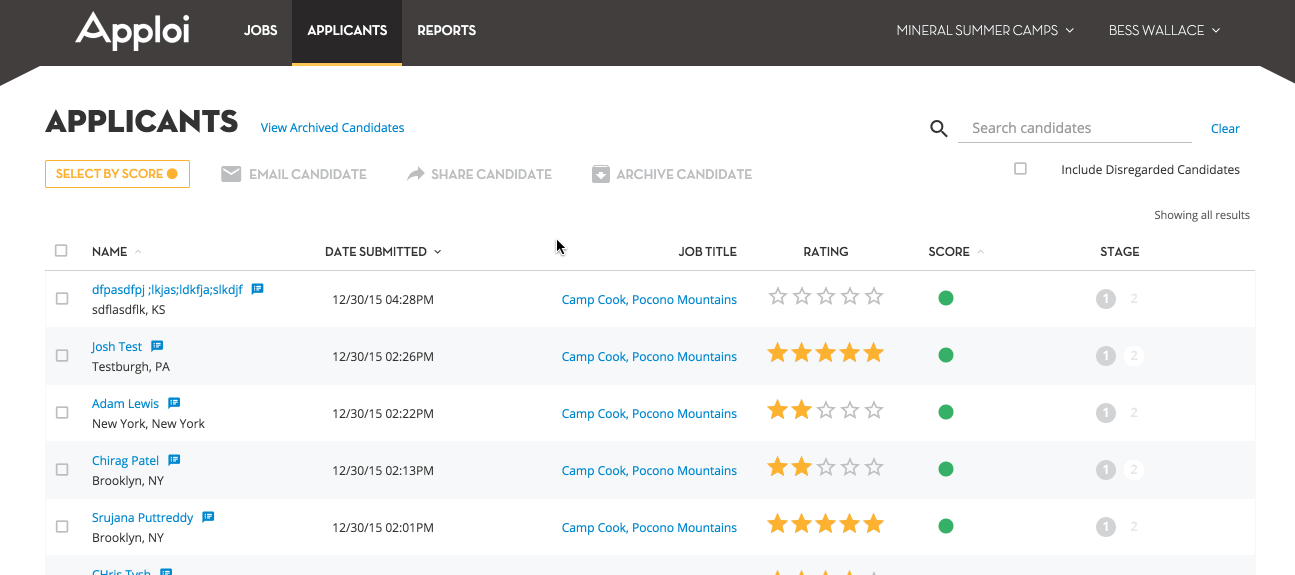 Apploi JOBS APPLICANTS REPORTS MINERAL SUMMER CAMPS BESS WALLACE
APPLICANTS View Archived Candidates Search candidates Clear
SELECT BY SCORE EMAIL CANDIDATE SHARE CANDIDATE ARCHIVE CANDIDATE Include Disregarded Candidates
Showing all results
NAME DATE SUBMITTED JOB TITLE RATING SCORE STAGE
dfpasdfpj ;lkjas;ldkfja;slkdjf
sdflasdflk, KS
12/30/15 04:28PM Camp Cook, Pocono Mountains 1 2
Josh Test
Testburgh, PA
12/30/15 02:26PM Camp Cook, Pocono Mountains 1 2
Adam Lewis
New York, New York
12/30/15 02:22PM Camp Cook, Pocono Mountains 1 2
Chirag Patel
Brooklyn, NY
12/30/15 02:13PM Camp Cook, Pocono Mountains 1 2
Srujana Puttreddy
Brooklyn, NY
12/30/15 02:01PM Camp Cook, Pocono Mountains 1 2
CHris Tysh